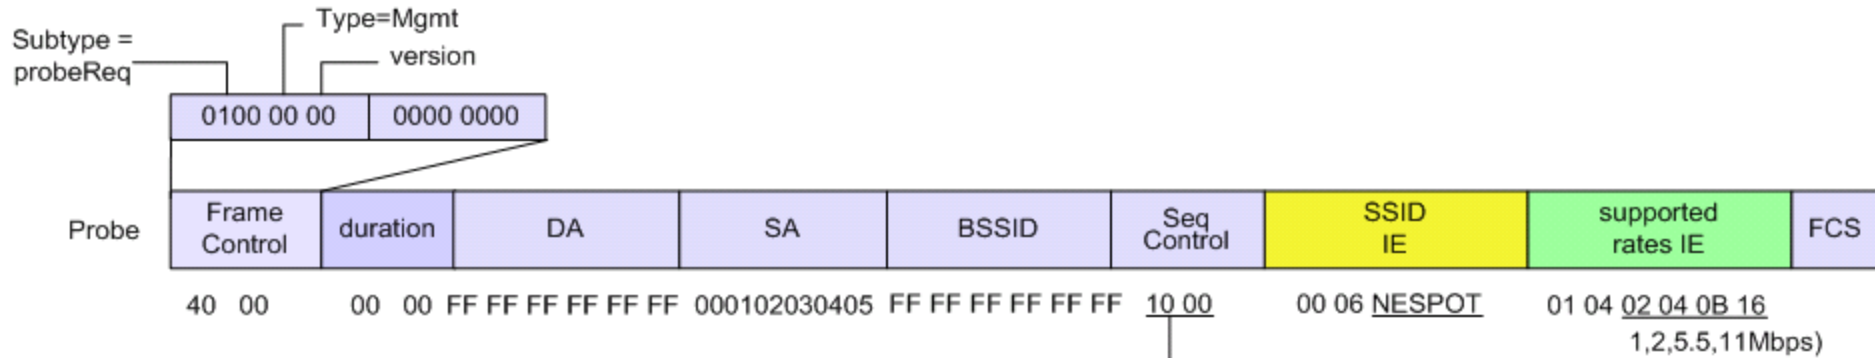 Type=Mgmt
Subtype =
probeReq
version
0100 00 00 0000 0000
Probe
Frame
Control
duration
DA
SA
BSSID
Seq
Control
SSID
IE
supported
rates IE
FCS
40 00 00 00 FF FF FF FF FF FF 000102030405 FF FF FF FF FF FF 10 00 00 06 NESPOT 01 04 02 04 0B 16
1,2,5.5,11Mbps)